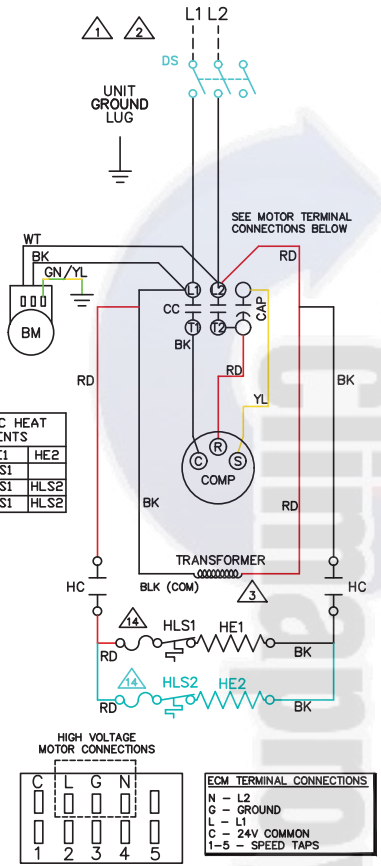 L1 L2
1 2
DS
UNIT
GROUND
LUG
SEE MOTOR TERMINAL
CONNECTIONS BELOW
WT
BK
GN/YL
RD
BM
L1 L2
CC
CAP
T1 T2
BK
RD
RD
BK
YL
R
C S
COMP
C HEAT
ENTS
E1 HE2
S1
S1 HLS2
S1 HLS2
BK
RD
TRANSFORMER
BLK (COM)
3
HC
HC
14
HLS1 HE1
RD
BK
14
HLS2 HE2
RD
BK
HIGH VOLTAGE
MOTOR CONNECTIONS
C L G N
1 2 3 4 5
ECM TERMINAL CONNECTIONS
N - L2
G - GROUND
L - L1
C - 24V COMMON
1-5 - SPEED TAPS